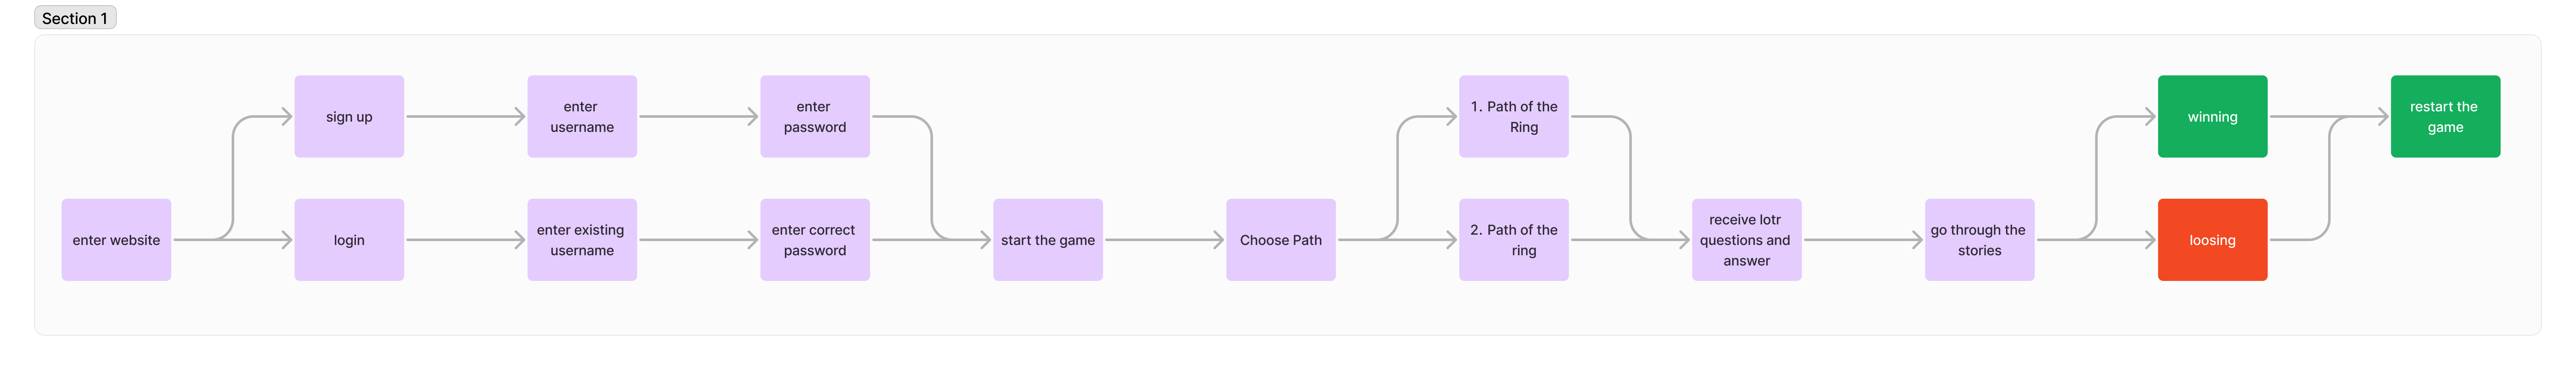 Section 1
sign up
enter
username
enter
password
1. Path of the
Ring
winning
restart the
game
enter website
login
enter existing
username
enter correct
password
start the game
Choose Path
2. Path of the
ring
receive lotr
questions and
answer
go through the
stories
loosing